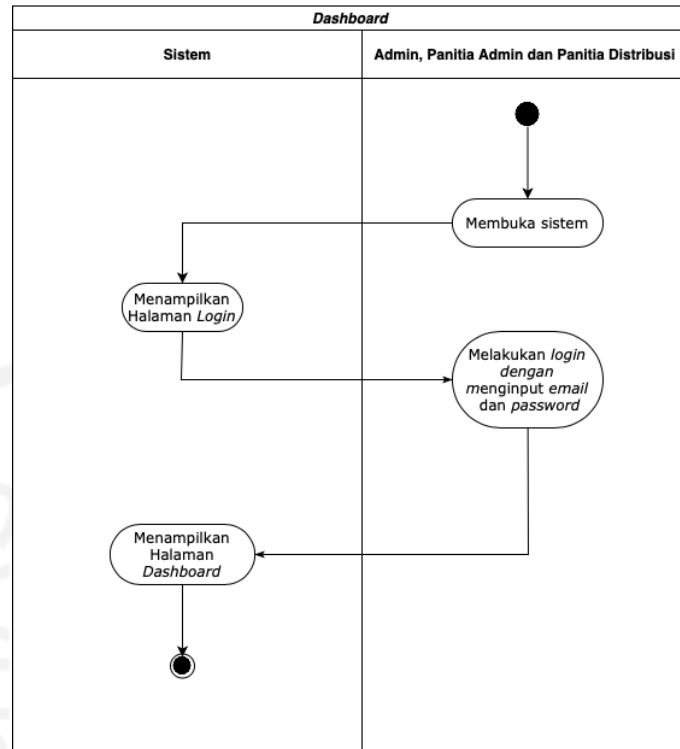 Dashboard
Sistem
Admin, Panitia Admin dan Panitia Distribusi
Membuka sistem
Menampilkan
Halaman Login
Melakukan login
dengan
menginput email
dan password
Menampilkan
Halaman
Dashboard